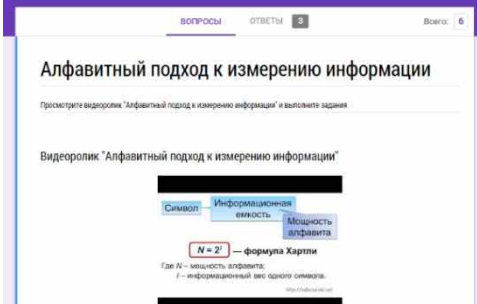 ВОПРОСЫ ОТВЕТЫ 3 Всего: 6
Алфавитный подход к измерению информации
Просмотрите видеоролик "Алфавитный подход к измерению информации" и выполните задания
Видеоролик "Алфавитный подход к измерению информации"
Символ
Информационная
емкость
Мощность
алфавита
N = 2ⁱ — формула Хартли
Где N – мощность алфавита;
i – информационный вес одного символа.